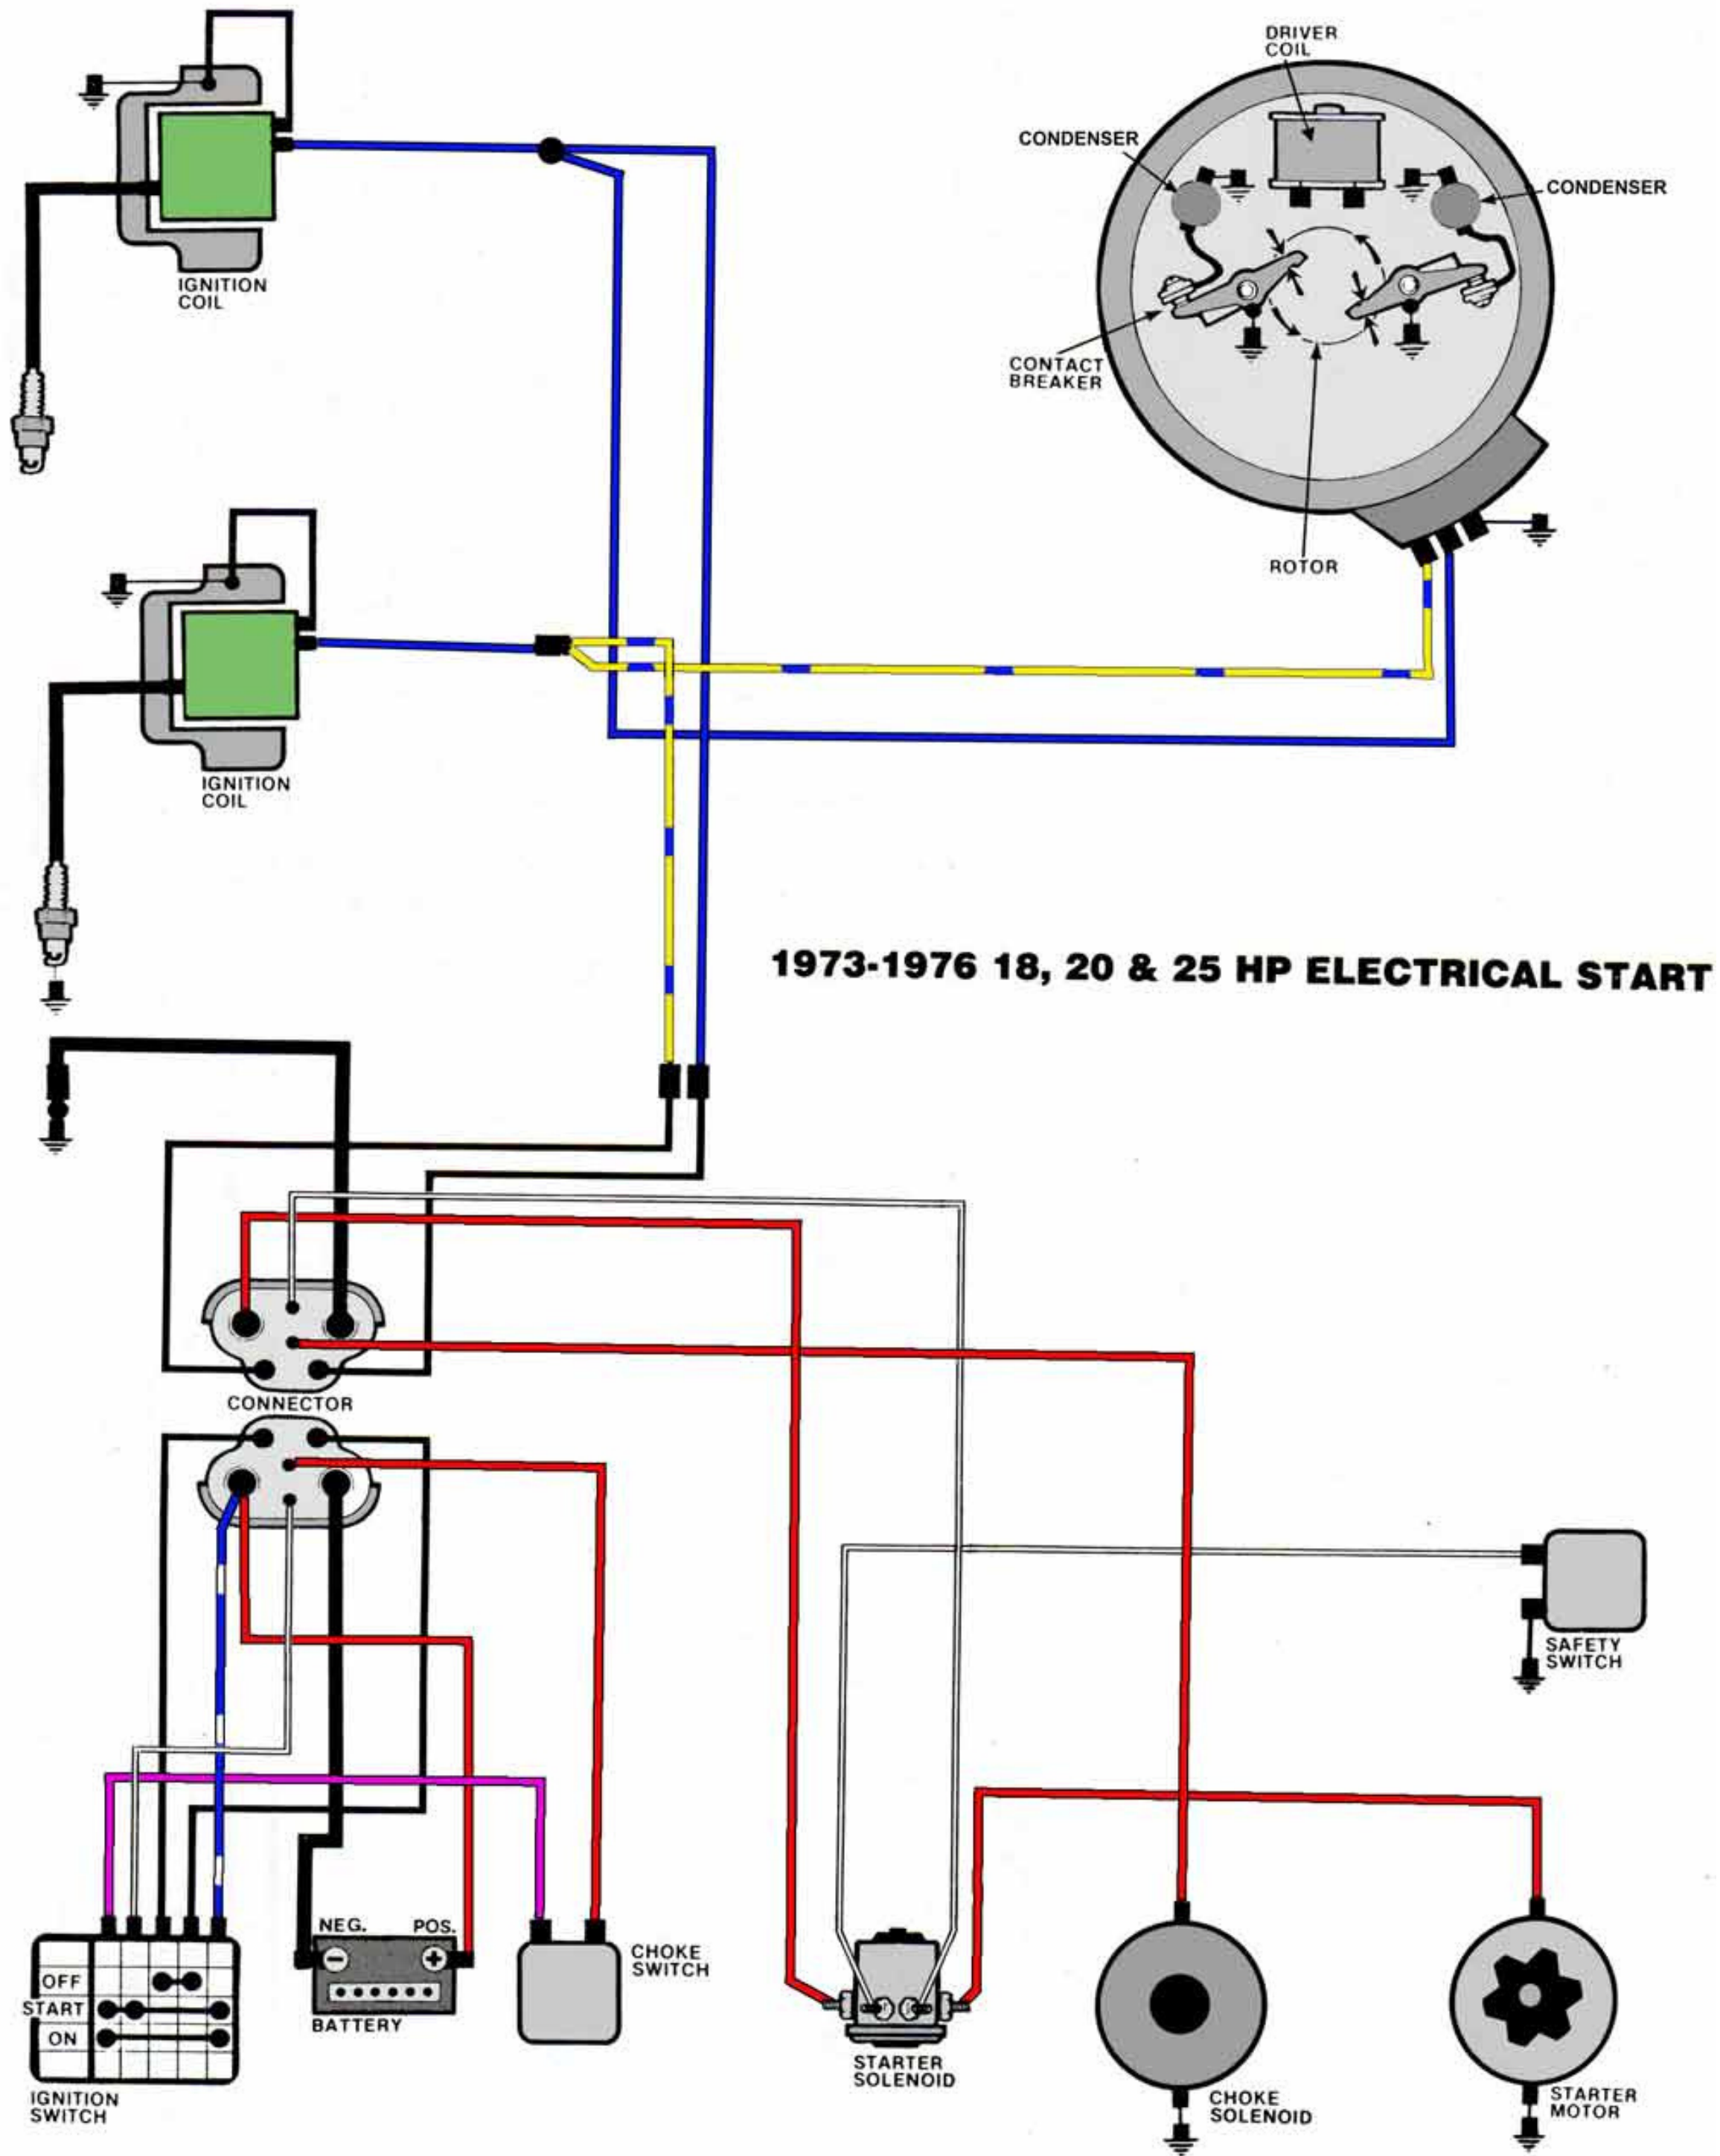 DRIVER
COIL
CONDENSER
CONDENSER
IGNITION
COIL
CONTACT
BREAKER
ROTOR
IGNITION
COIL
1973-1976 18, 20 & 25 HP ELECTRICAL START
CONNECTOR
SAFETY
SWITCH
NEG.
POS.
CHOKE
SWITCH
OFF
START
ON
BATTERY
STARTER
SOLENOID
IGNITION
SWITCH
CHOKE
SOLENOID
STARTER
MOTOR